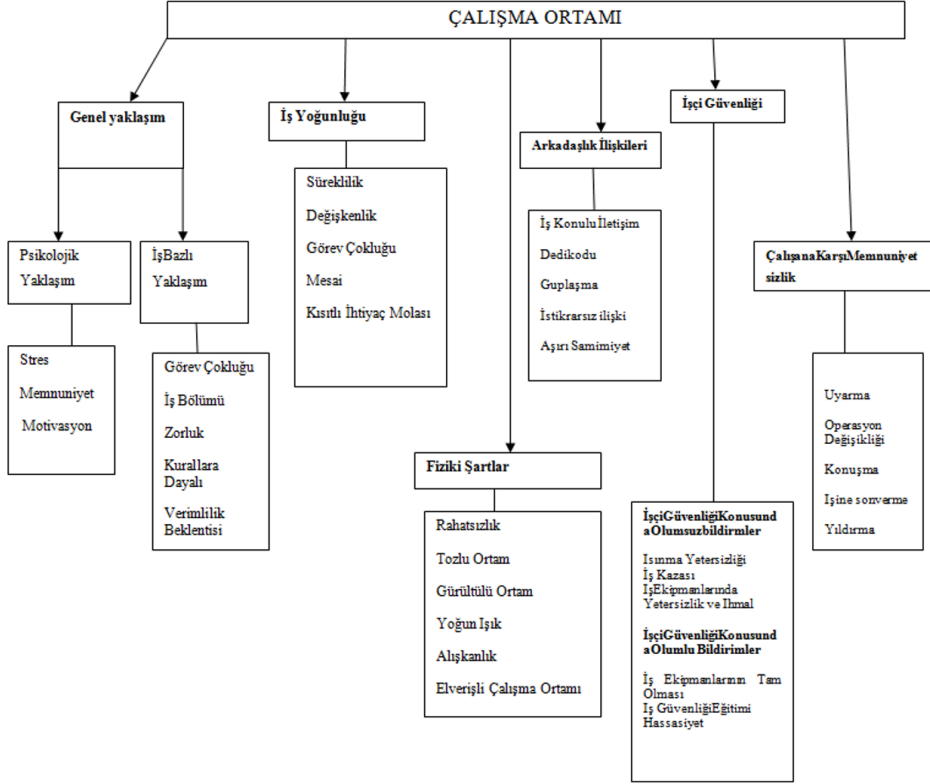 ÇALIŞMA ORTAMI
Genel yaklaşım
Psikolojik
Yaklaşım
Stres
Memnuniyet
Motivasyon
İşBazlı
Yaklaşım
Görev Çokluğu
İş Bölümü
Zorluk
Kurallara
Dayalı
Verimlilik
Beklentisi
İş Yoğunluğu
Süreklilik
Değişkenlik
Görev Çokluğu
Mesai
Kısıtlı İhtiyaç Molası
Fiziki Şartlar
Rahatsızlık
Tozlu Ortam
Gürültülü Ortam
Yoğun Işık
Alışkanlık
Elverişli Çalışma Ortamı
Arkadaşlık İlişkileri
İş Konulu İletişim
Dedikodu
Guplaşma
İstikrarsız ilişki
Aşırı Samimiyet
İşçi Güvenliği
İşçiGüvenliğiKonusund
aOlumsuzbildirmler
Isınma Yetersizliği
İş Kazası
IşEkipmanlarında
Yetersizlik ve Ihmal
İşçiGüvenliğiKonusund
aOlumlu Bildirimler
İş Ekipmanlarının Tam
Olması
Iş GüvenliğiEğitimi
Hassasiyet
ÇalışanaKarşıMemnuniyet
sizlik
Uyarma
Operasyon
Değişikliği
Konuşma
Işine sonverme
Yıldırma